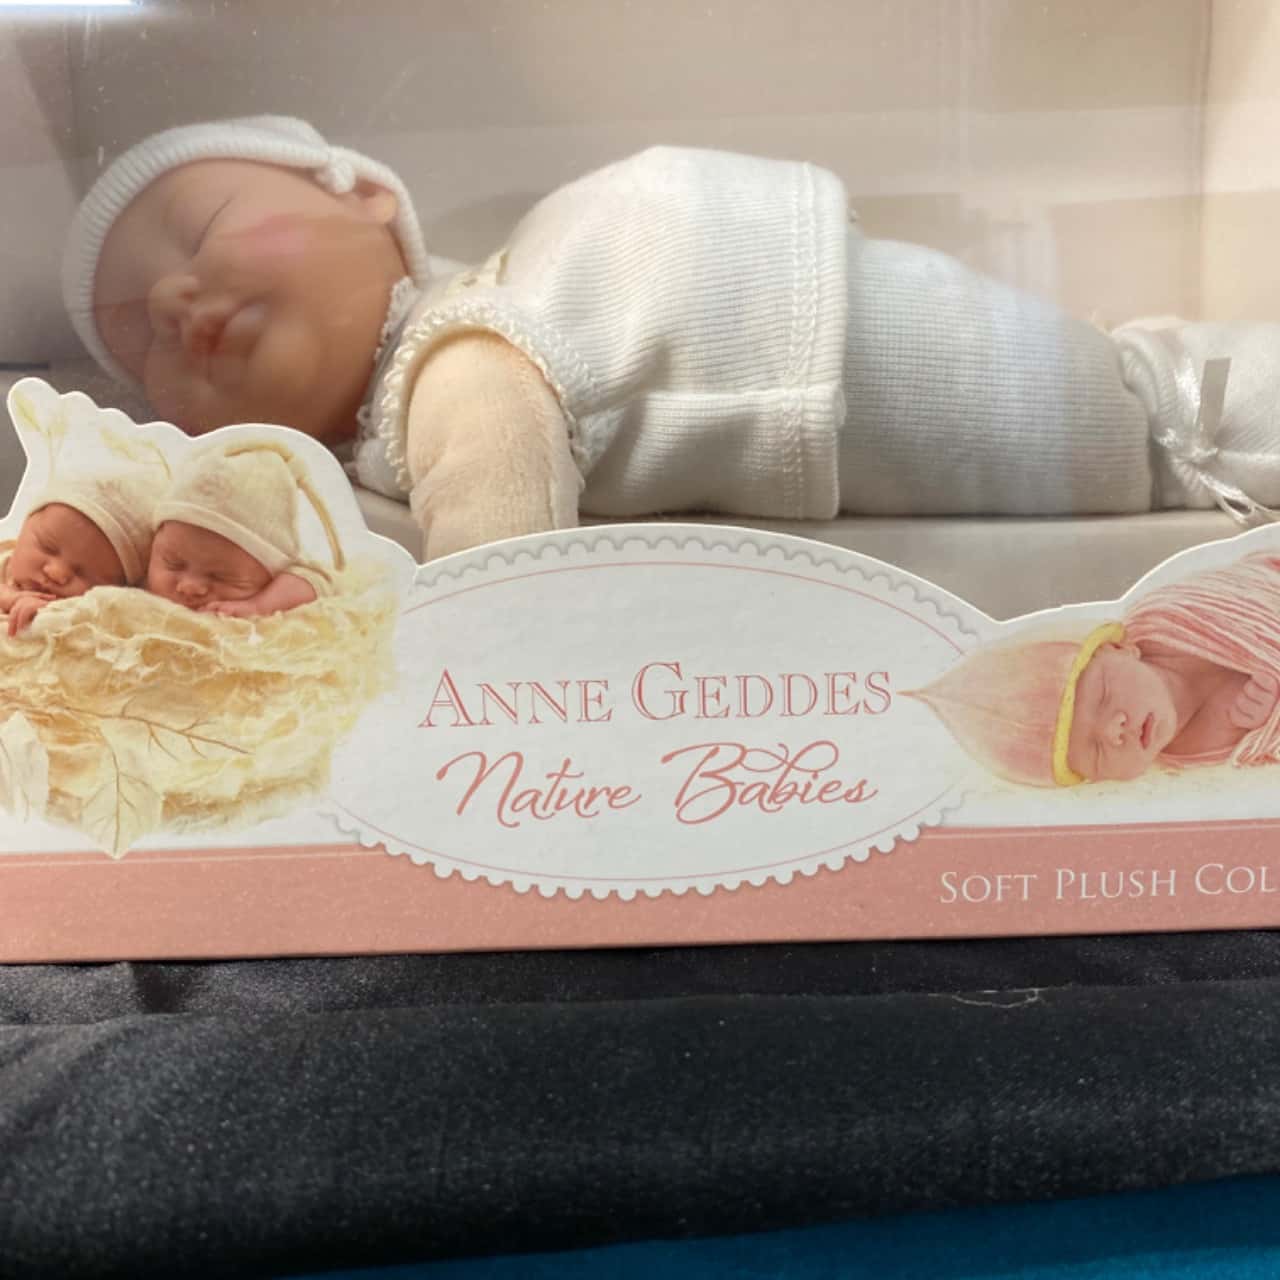 ANNE GEDDES
Nature Babies
SOFT PLUSH COL